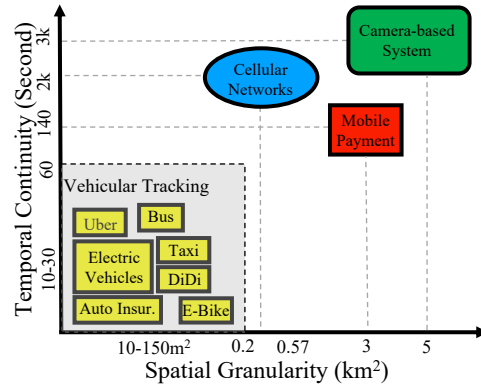 Temporal Continuity (Second)
3k
2k
140
60
10-30
Camera-based
System
Cellular
Networks
Mobile
Payment
Vehicular Tracking
Uber
Bus
Electric
Vehicles
Taxi
DiDi
Auto Insur.
E-Bike
10-150m²
0.2
0.57
3
5
Spatial Granularity (km²)